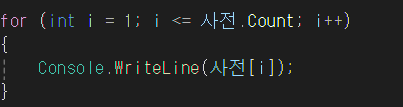 for (int i = 1; i <= 사전.Count; i++)
{
    Console.WriteLine(사전[i]);
}